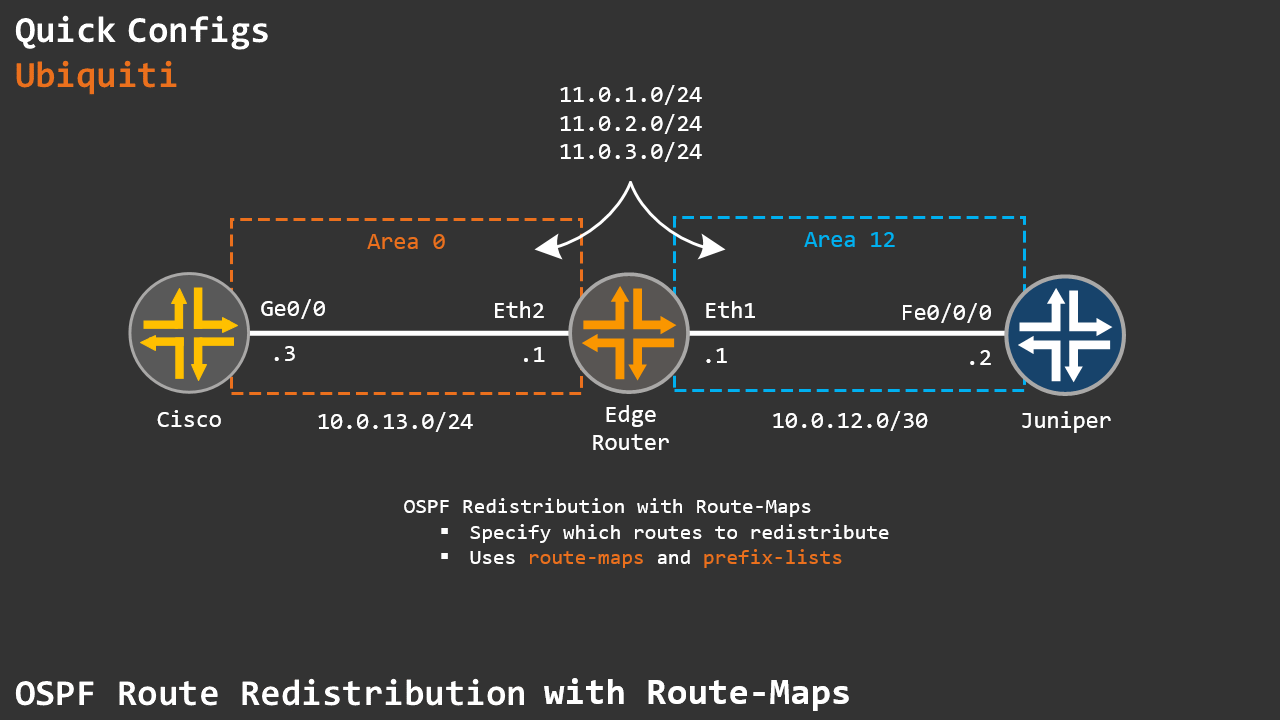 Quick Configs
Ubiquiti
11.0.1.0/24
11.0.2.0/24
11.0.3.0/24
Area 0
Area 12
Ge0/0
Eth2
Eth1
Fe0/0/0
.3
.1
.1
.2
Cisco
10.0.13.0/24
Edge
Router
10.0.12.0/30
Juniper
OSPF Redistribution with Route-Maps
▪ Specify which routes to redistribute
▪ Uses route-maps and prefix-lists
OSPF Route Redistribution with Route-Maps